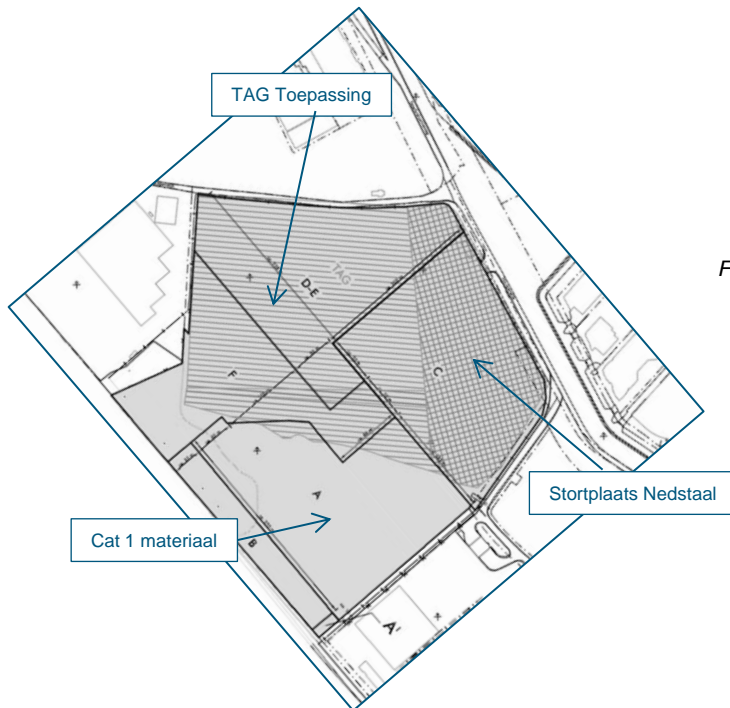 TAG Toepassing
F
TAG
D-E
F
C
A
Stortplaats Nedstaal
Cat 1 materiaal
B
A'